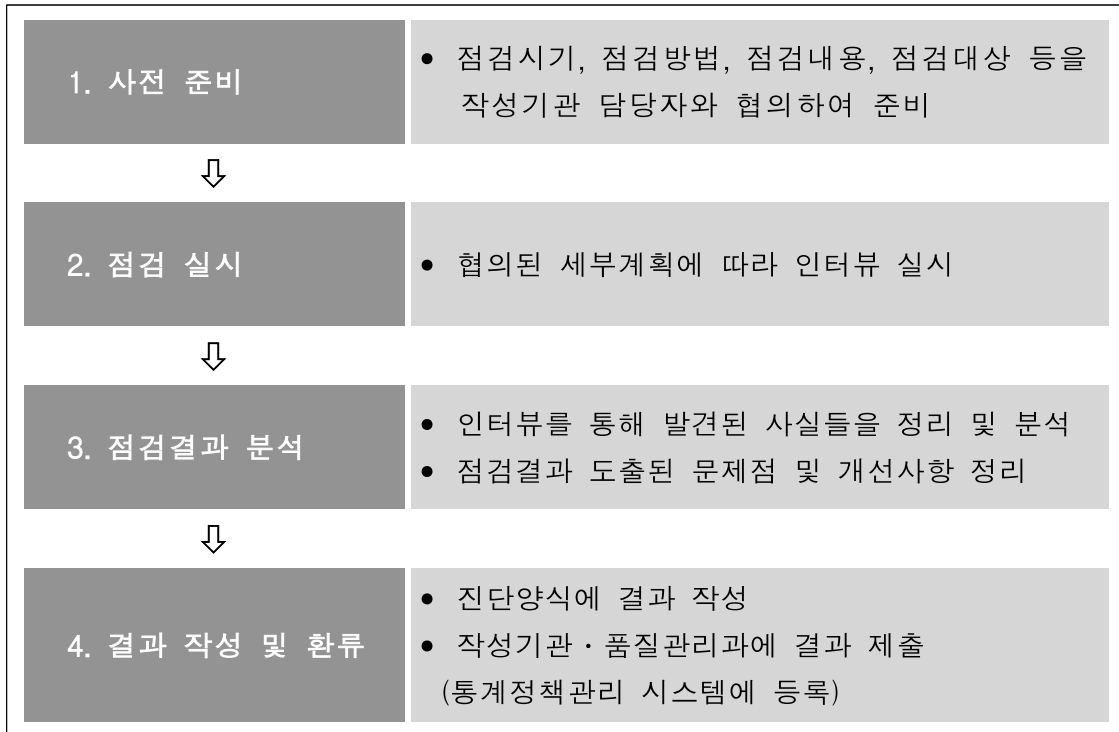 1. 사전 준비
• 점검시기, 점검방법, 점검내용, 점검대상 등을
작성기관 담당자와 협의하여 준비
⇩
2. 점검 실시
• 협의된 세부계획에 따라 인터뷰 실시
⇩
3. 점검결과 분석
• 인터뷰를 통해 발견된 사실들을 정리 및 분석
• 점검결과 도출된 문제점 및 개선사항 정리
⇩
4. 결과 작성 및 환류
• 진단양식에 결과 작성
• 작성기관·품질관리과에 결과 제출
(통계정책관리 시스템에 등록)